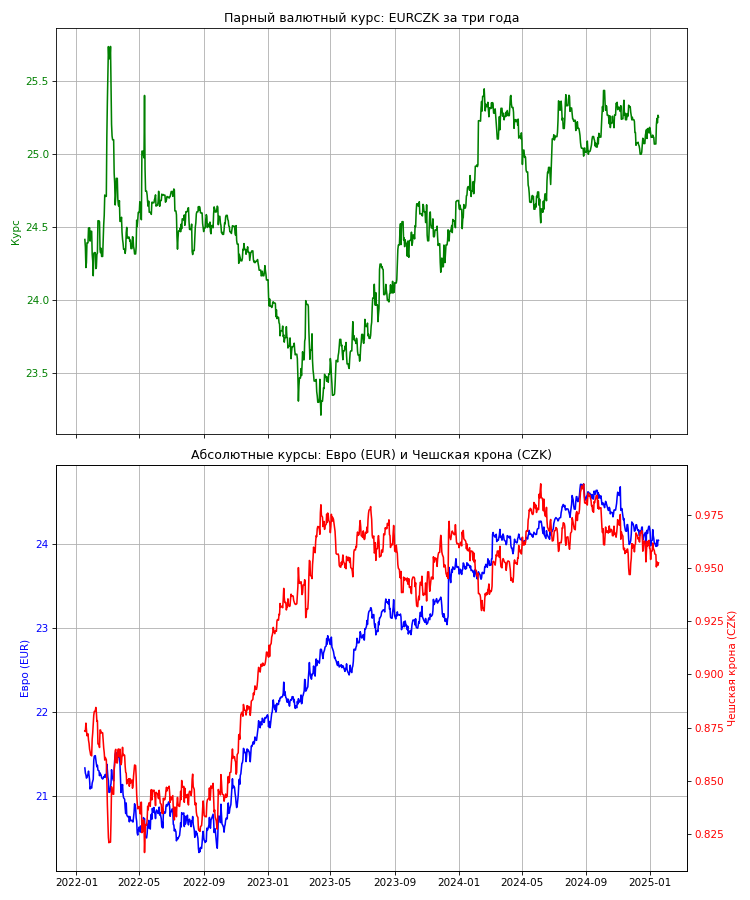 Парный валютный курс: EURCZK за три года
25.5
25.0
24.5
24.0
23.5
Курс
Абсолютные курсы: Евро (EUR) и Чешская крона (CZK)
24
23
22
21
Евро (EUR)
0.975
0.950
0.925
0.900
0.875
0.850
0.825
Чешская крона (CZK)
2022-01 2022-05 2022-09 2023-01 2023-05 2023-09 2024-01 2024-05 2024-09 2025-01